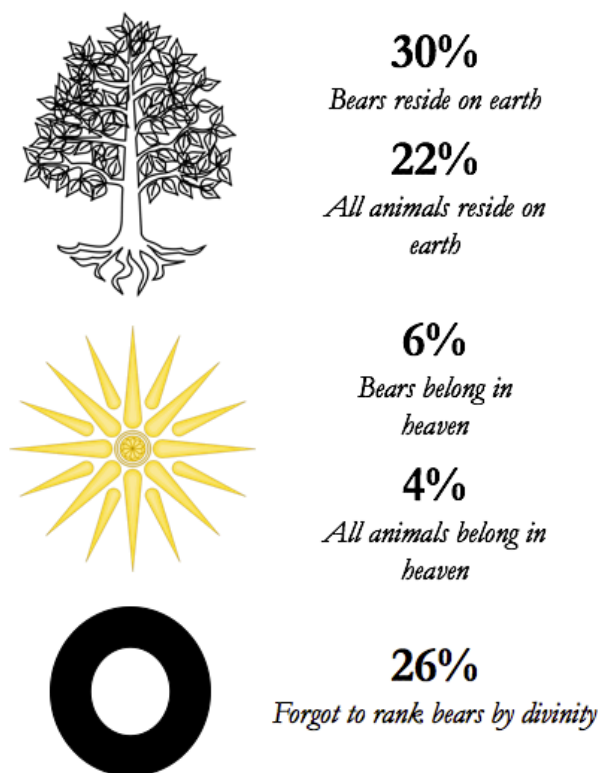 30%
Bears reside on earth
22%
All animals reside on
earth
6%
Bears belong in
heaven
4%
All animals belong in
heaven
26%
Forgot to rank bears by divinity